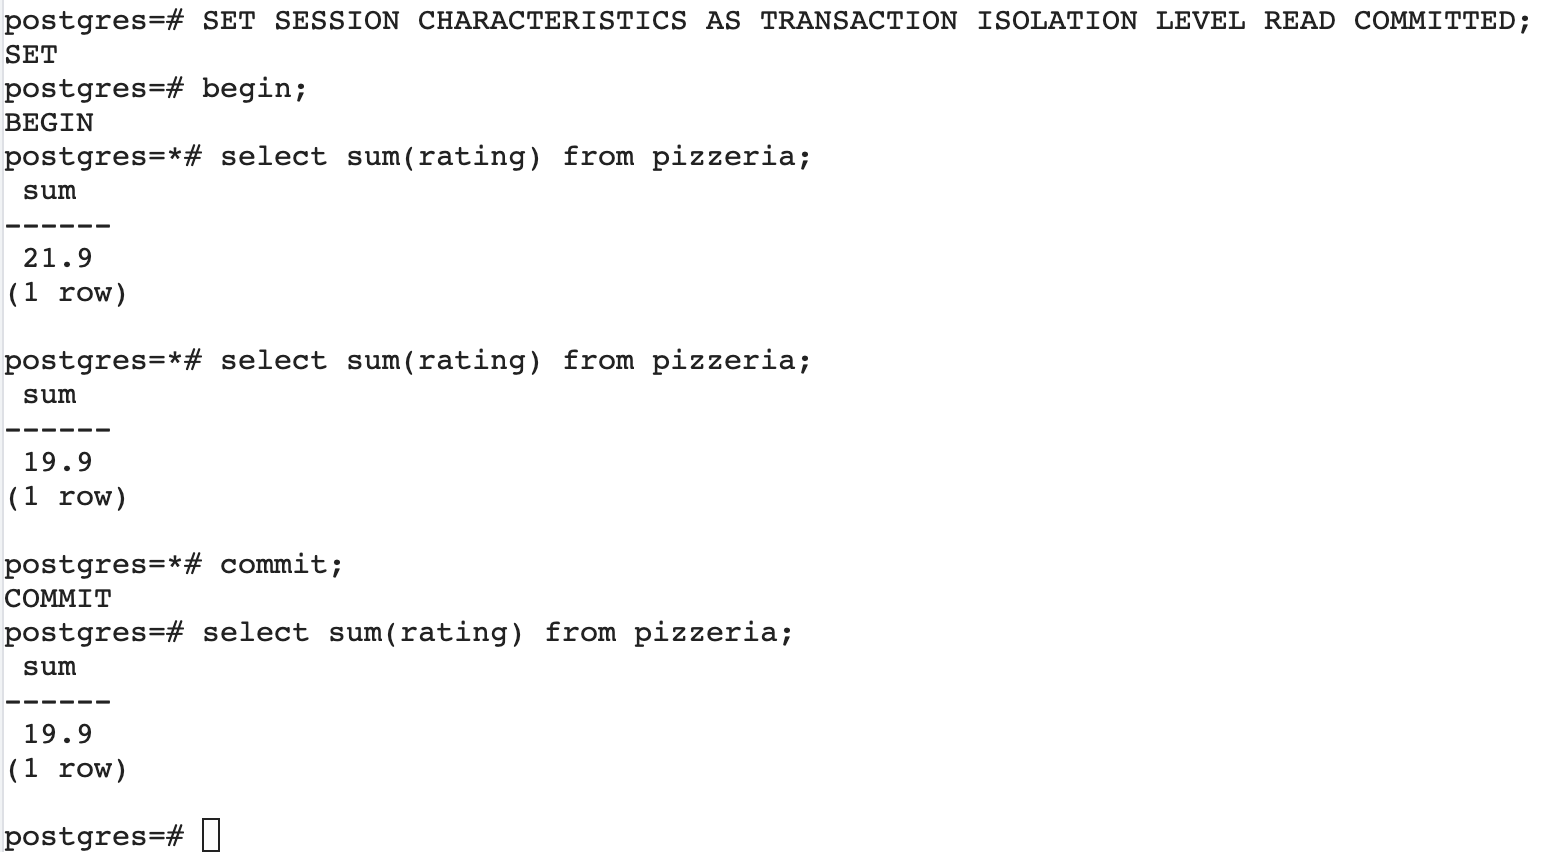 postgres=# SET SESSION CHARACTERISTICS AS TRANSACTION ISOLATION LEVEL READ COMMITTED;
SET
postgres=# begin;
BEGIN
postgres=*# select sum(rating) from pizzeria;
 sum
------
 21.9
(1 row)

postgres=*# select sum(rating) from pizzeria;
 sum
------
 19.9
(1 row)

postgres=*# commit;
COMMIT
postgres=# select sum(rating) from pizzeria;
 sum
------
 19.9
(1 row)

postgres=#